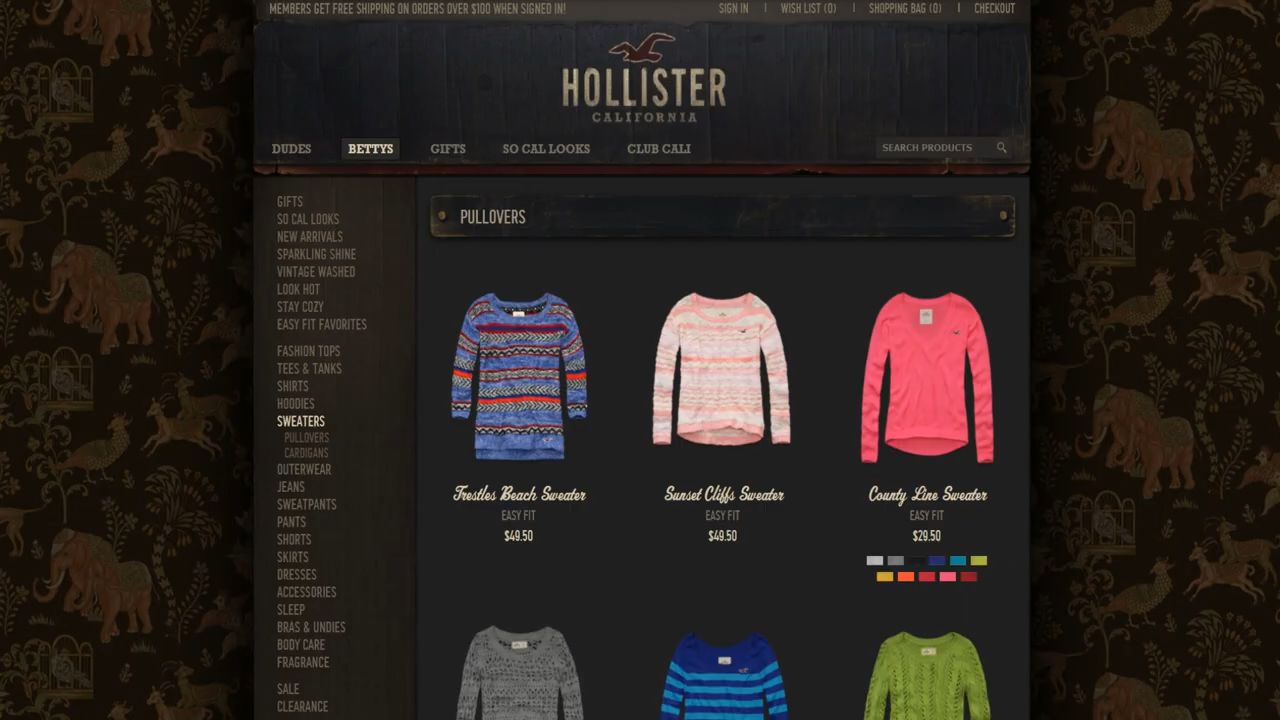 MEMBERS GET FREE SHIPPING ON ORDERS OVER $100 WHEN SIGNED IN!
SIGN IN | WISH LIST (0) | SHOPPING BAG (0) | CHECKOUT
HOLLISTER
CALIFORNIA
DUDES BETTYS GIFTS SO CAL LOOKS CLUB CALI
SEARCH PRODUCTS
GIFTS
SO CAL LOOKS
NEW ARRIVALS
SPARKLING SHINE
VINTAGE WASHED
LOOK HOT
STAY COZY
EASY FIT FAVORITES
FASHION TOPS
TEES & TANKS
SHIRTS
HOODIES
SWEATERS
PULLOVERS
CARDIGANS
OUTERWEAR
JEANS
SWEATPANTS
PANTS
SHORTS
SKIRTS
DRESSES
ACCESSORIES
SLEEP
BRAS & UNDIES
BODY CARE
FRAGRANCE
SALE
CLEARANCE
PULLOVERS
Trestles Beach Sweater
EASY FIT
$49.50
Sunset Cliffs Sweater
EASY FIT
$49.50
County Line Sweater
EASY FIT
$29.50